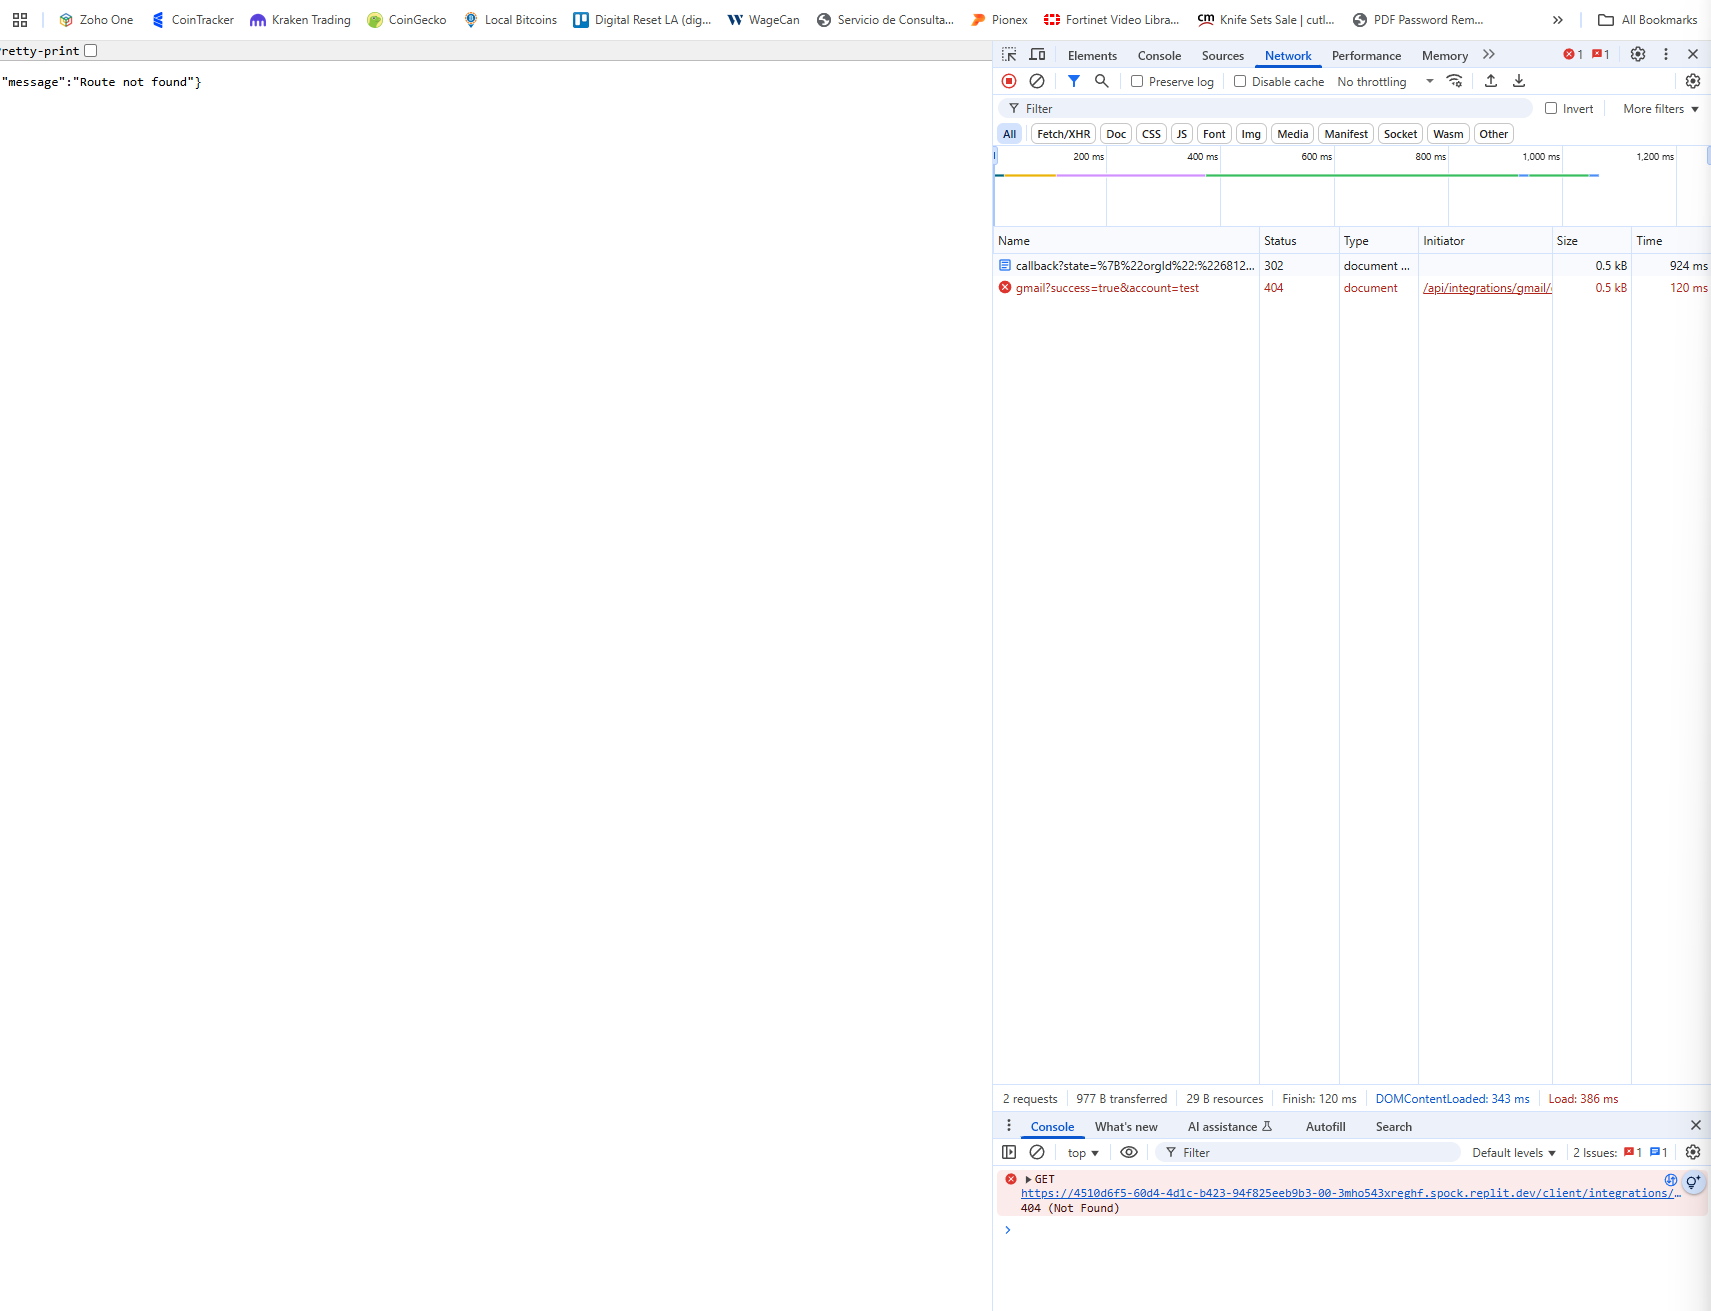 Zoho One CoinTracker Kraken Trading CoinGecko Local Bitcoins Digital Reset LA (dig... WageCan Servicio de Consulta... Pionex Fortinet Video Libra... cm Knife Sets Sale | cutl... PDF Password Rem... » All Bookmarks
retty-print
"message":"Route not found"}
Elements Console Sources Network Performance Memory 1 1
Preserve log Disable cache No throttling
Filter Invert More filters
All Fetch/XHR Doc CSS JS Font Img Media Manifest Socket Wasm Other
200 ms 400 ms 600 ms 800 ms 1,000 ms 1,200 ms
Name Status Type Initiator Size Time
callback?state=%7B%22orgId%22:%226812... 302 document ... 0.5 kB 924 ms
gmail?success=true&account=test 404 document /api/integrations/gmail/ 0.5 kB 120 ms
2 requests 977 B transferred 29 B resources Finish: 120 ms DOMContentLoaded: 343 ms Load: 386 ms
Console What's new AI assistance Autofill Search
top Filter Default levels 2 Issues: 1 1
GET
https://4510d6f5-60d4-4d1c-b423-94f825eeb9b3-00-3mho543xreghf.spock.replit.dev/client/integrations/…
404 (Not Found)